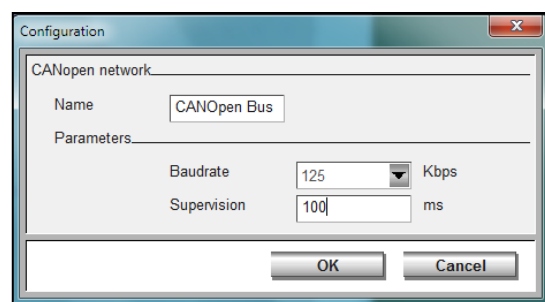 Configuration
CANopen network
Name CANOpen Bus
Parameters
Baudrate 125 Kbps
Supervision 100 ms
OK Cancel